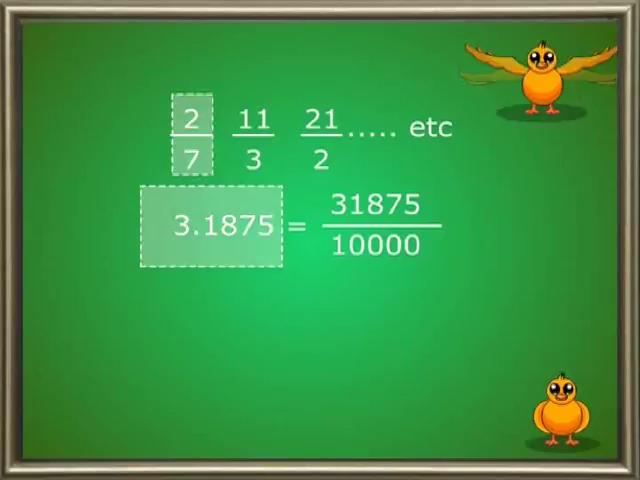 2/7 11/3 21/2 ..... etc
3.1875 = 31875/10000